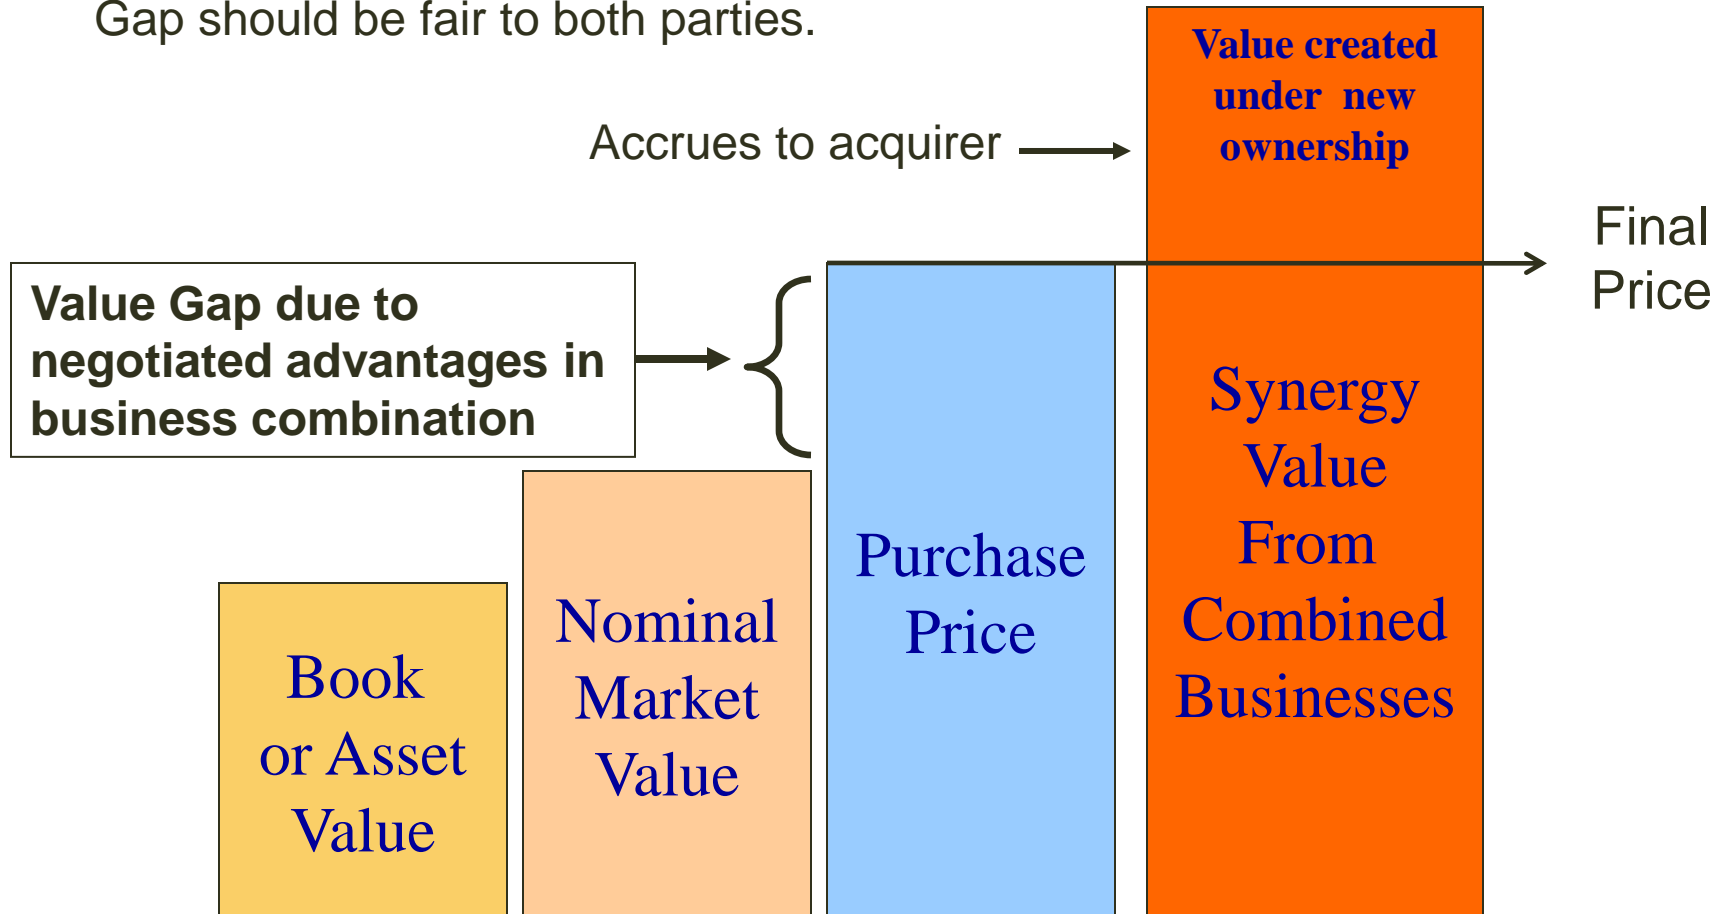 Gap should be fair to both parties.
Value created
under new
ownership
Accrues to acquirer
Final
Price
Value Gap due to
negotiated advantages in
business combination
Synergy
Value
From
Combined
Businesses
Purchase
Price
Nominal
Market
Value
Book
or Asset
Value